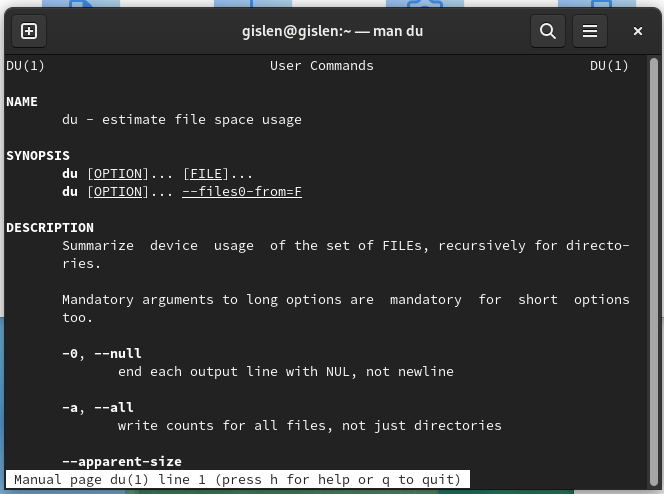 gislen@gislen:~ — man du
DU(1) User Commands DU(1)
NAME
du - estimate file space usage
SYNOPSIS
du [OPTION]... [FILE]...
du [OPTION]... --files0-from=F
DESCRIPTION
Summarize device usage of the set of FILEs, recursively for directo‐
ries.
Mandatory arguments to long options are mandatory for short options
too.
-0, --null
end each output line with NUL, not newline
-a, --all
write counts for all files, not just directories
--apparent-size
Manual page du(1) line 1 (press h for help or q to quit)